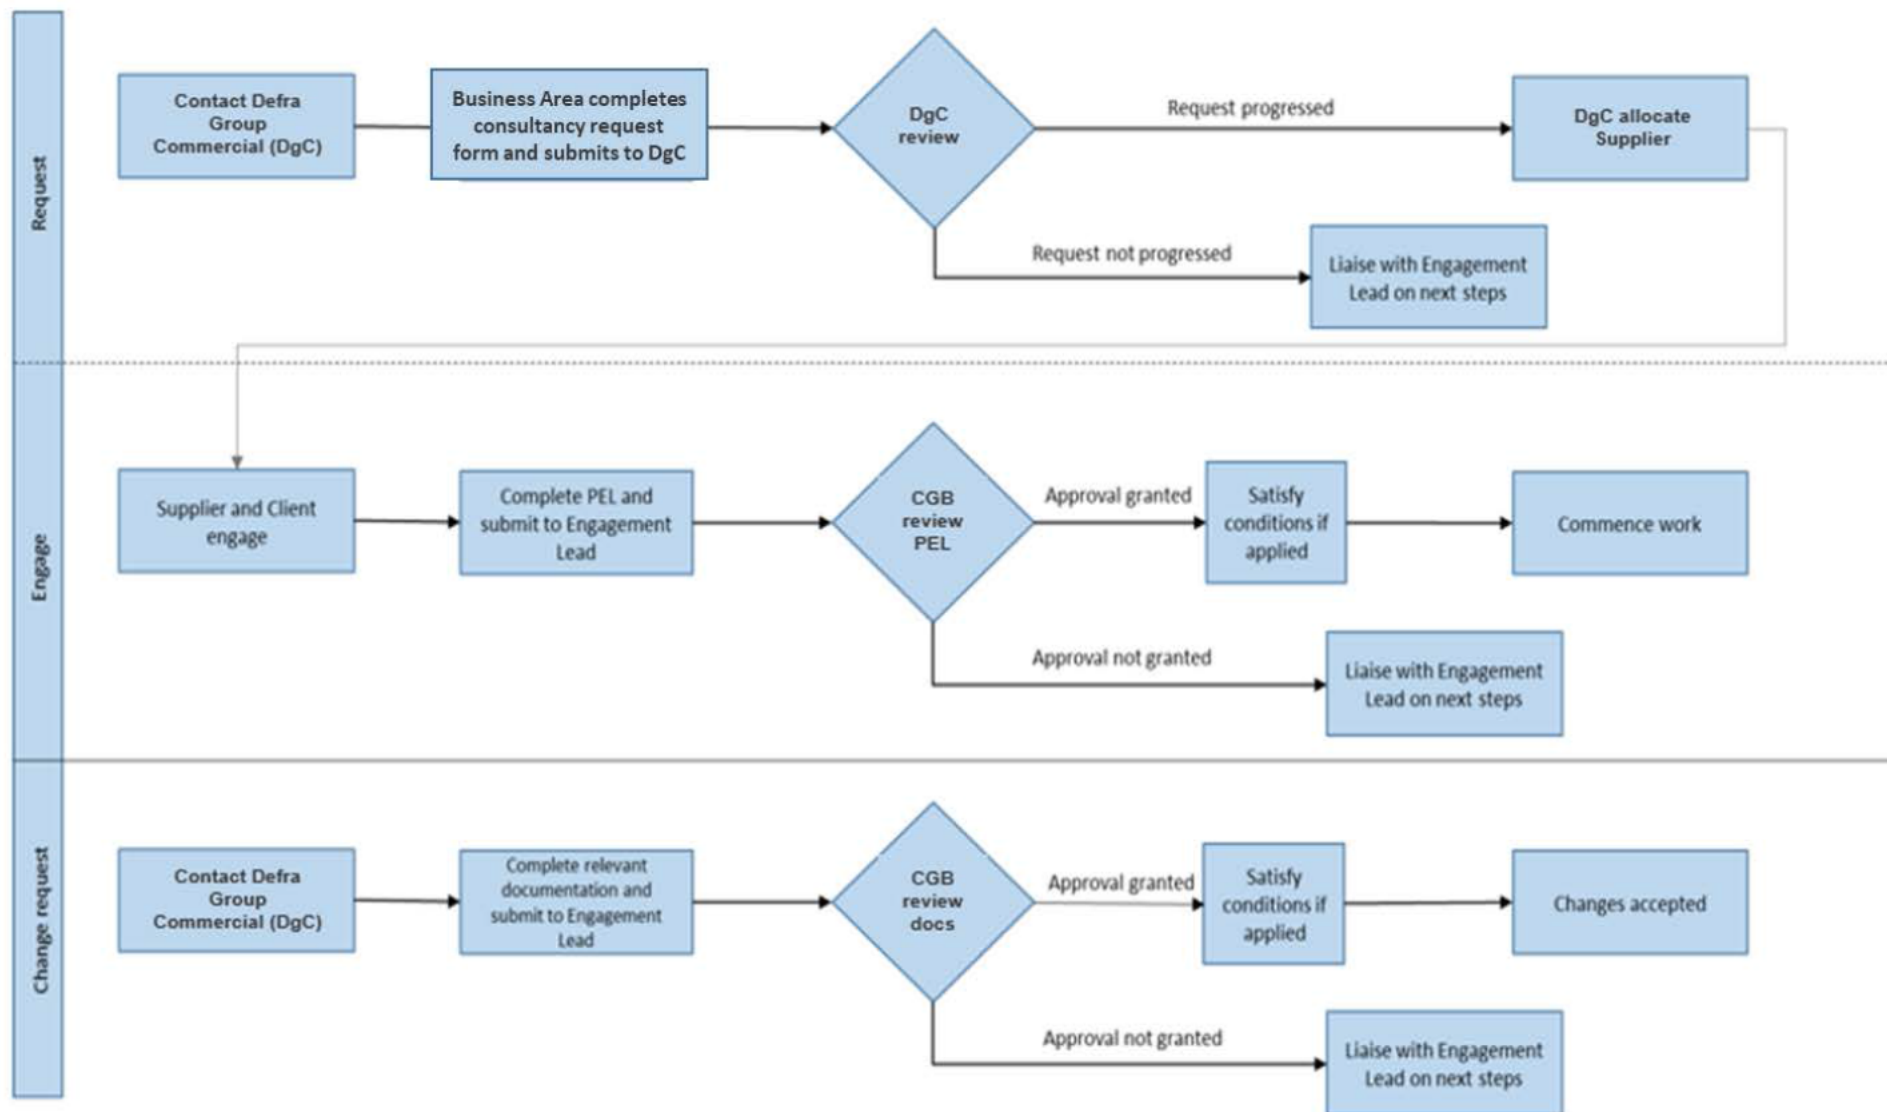 Request
Contact Defra
Group
Commercial (DgC)
Business Area completes
consultancy request
form and submits to DgC
DgC
review
Request progressed
DgC allocate
Supplier
Request not progressed
Liaise with Engagement
Lead on next steps
Engage
Supplier and Client
engage
Complete PEL and
submit to Engagement
Lead
CGB
review
PEL
Approval granted
Satisfy
conditions if
applied
Commence work
Approval not granted
Liaise with Engagement
Lead on next steps
Change request
Contact Defra
Group
Commercial (DgC)
Complete relevant
documentation and
submit to Engagement
Lead
CGB
review
docs
Approval granted
Satisfy
conditions if
applied
Changes accepted
Approval not granted
Liaise with Engagement
Lead on next steps